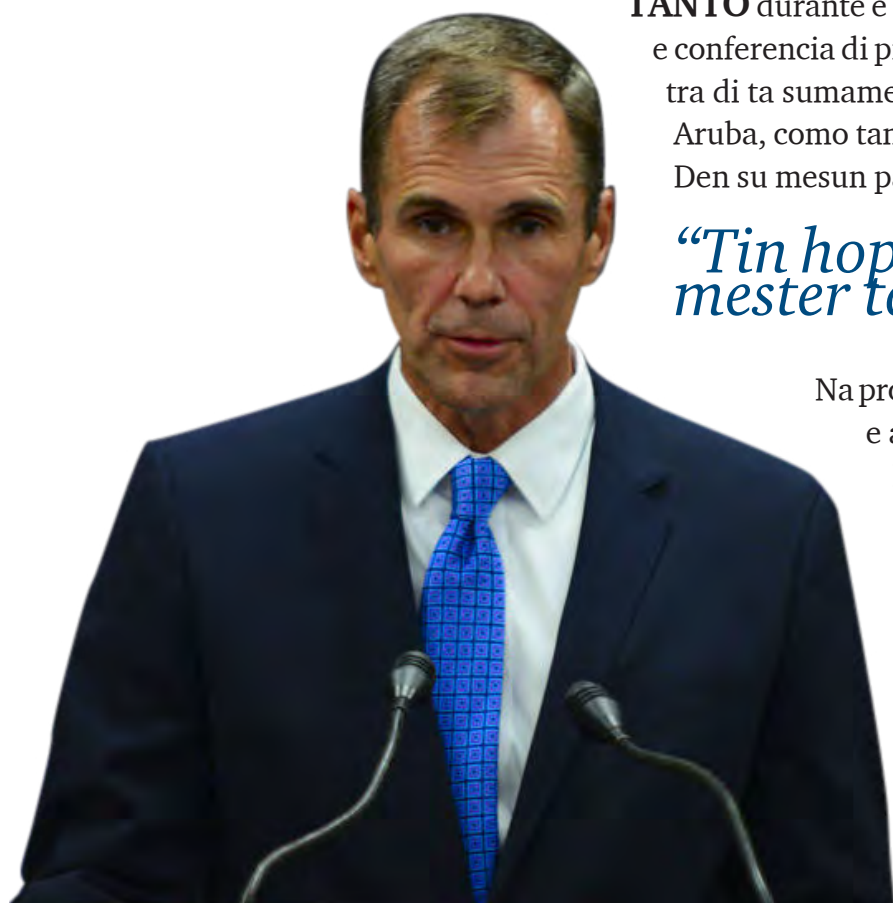 TANTO durante e
e conferencia di p
tra di ta sumame
Aruba, como tan
Den su mesun pa
“Tin hop
mester t
Na pro
e a